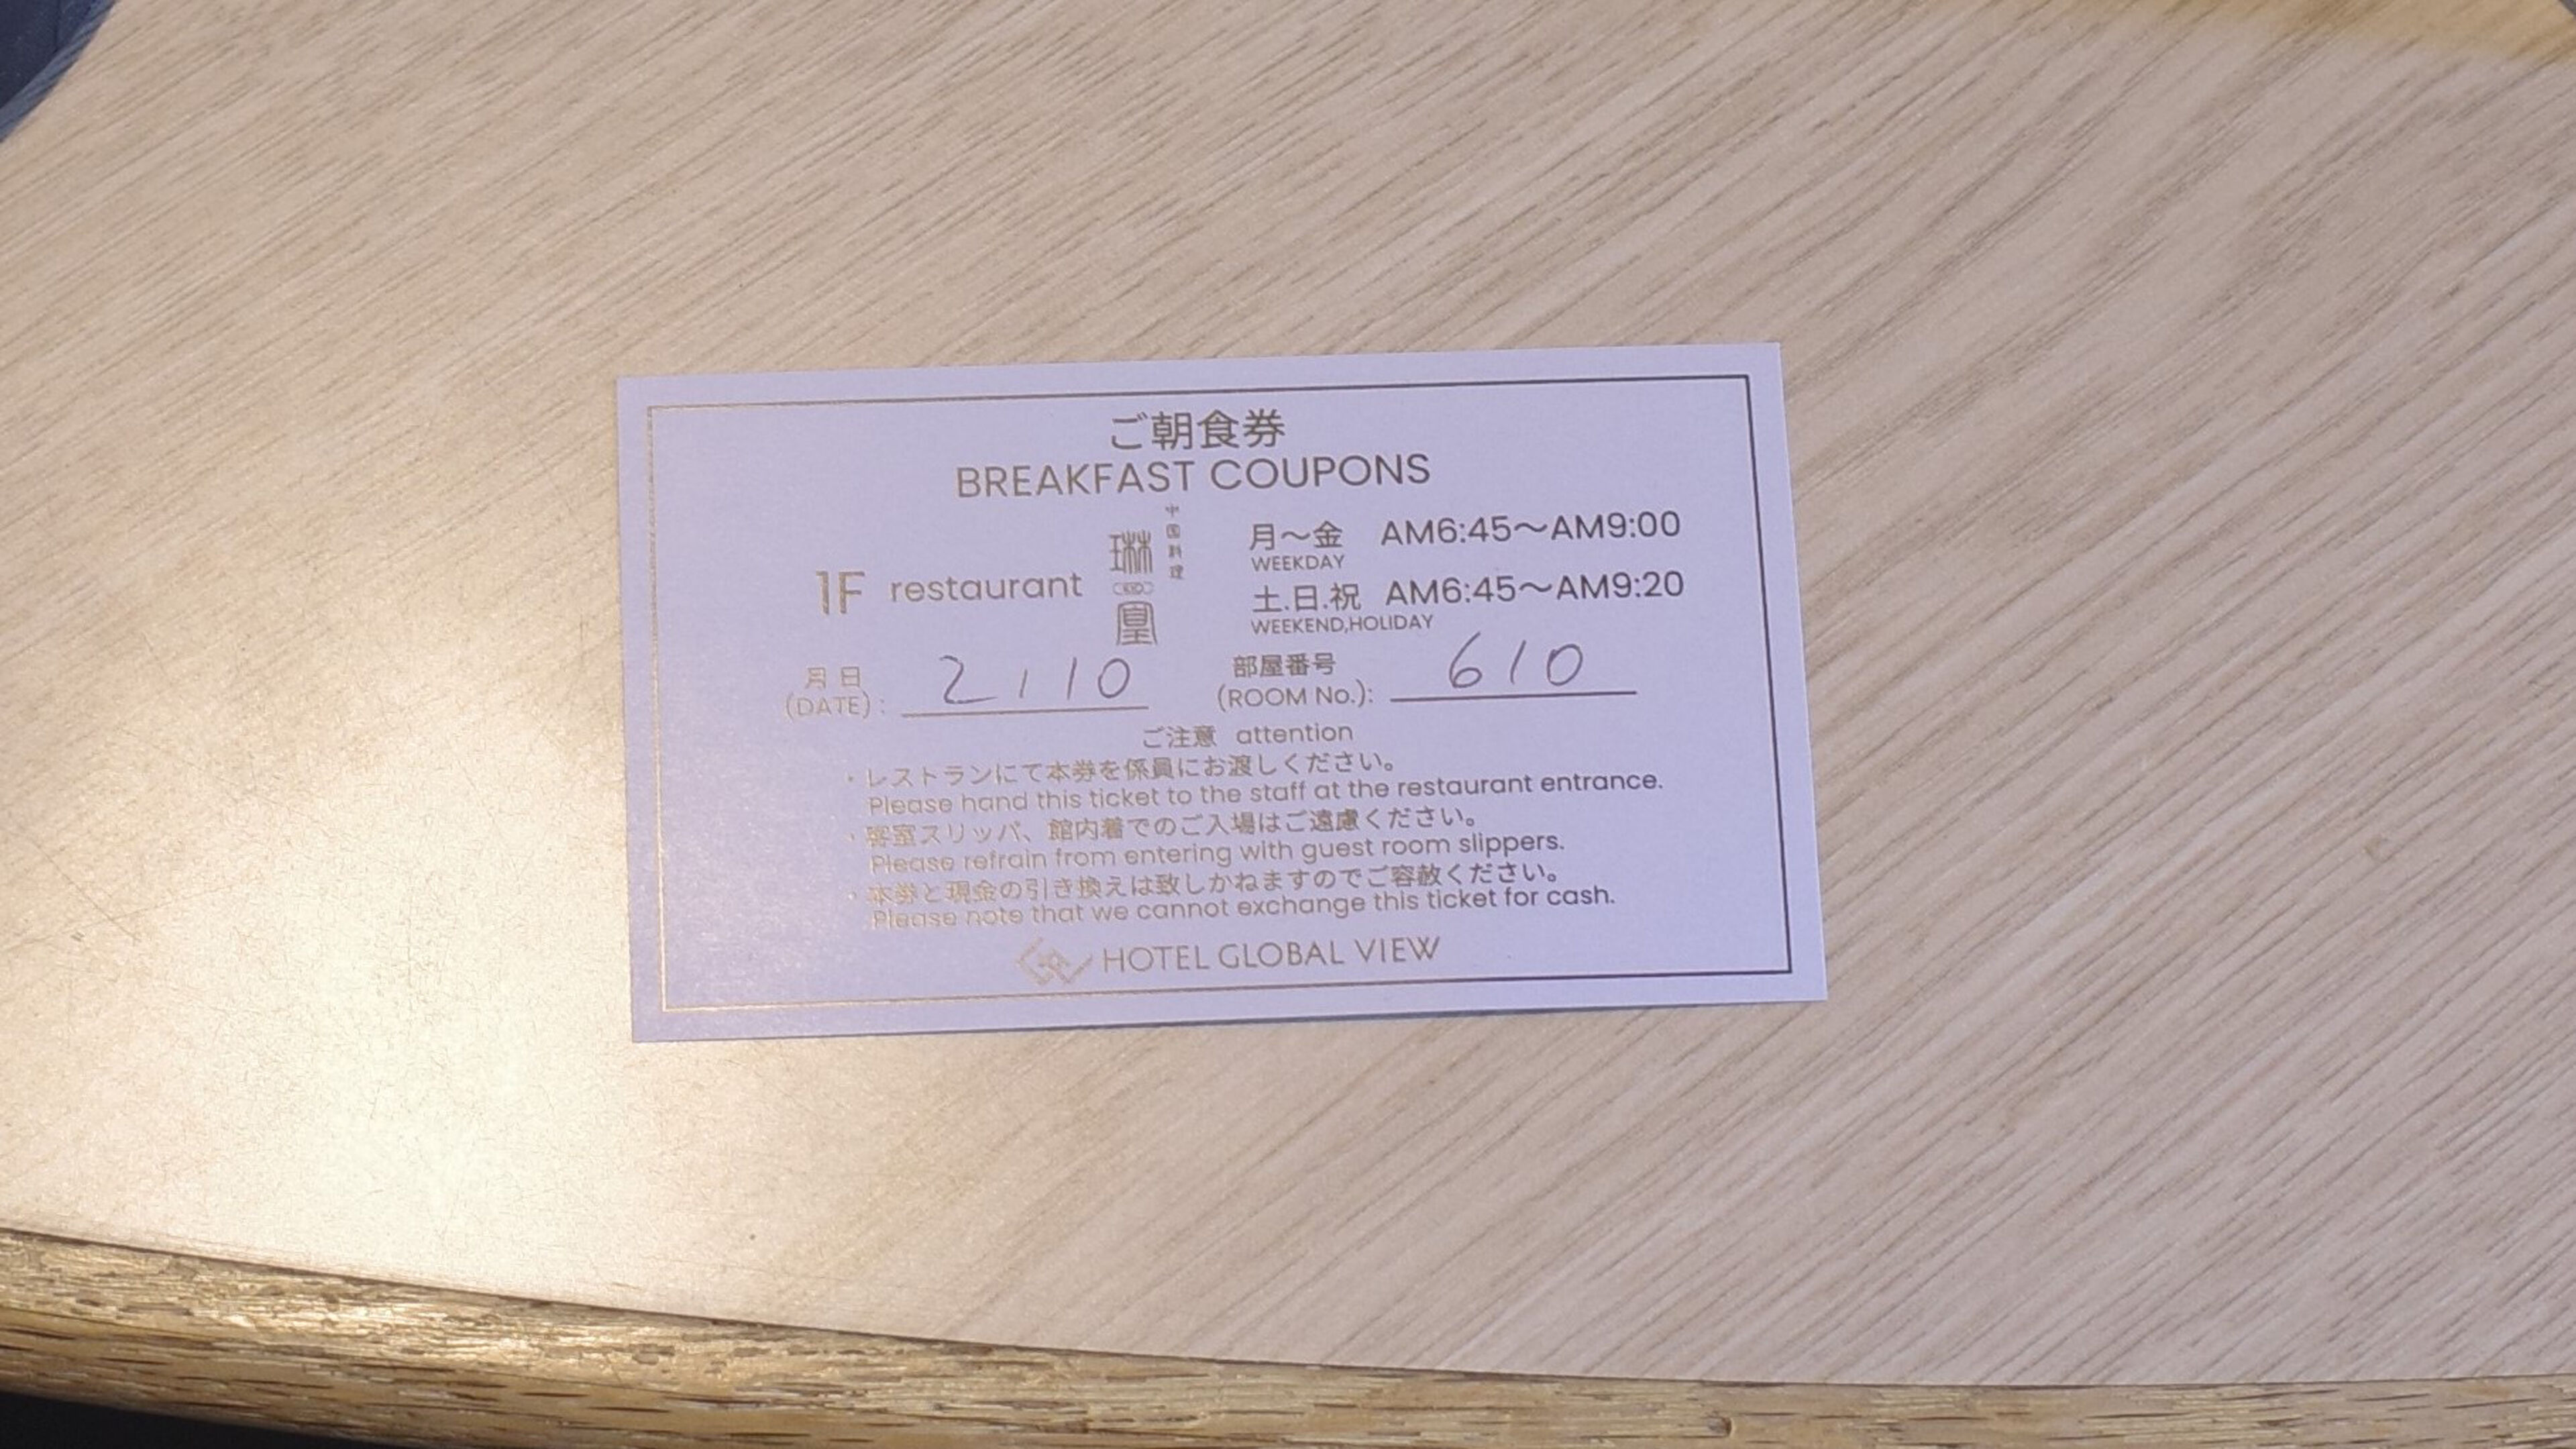 ご朝食券
BREAKFAST COUPONS
1F restaurant
琳凰
中国料理
月～金 AM6:45～AM9:00
WEEKDAY
土.日.祝 AM6:45～AM9:20
WEEKEND,HOLIDAY
月日
(DATE): 2/10
部屋番号
(ROOM No.): 610
ご注意 attention
・レストランにて本券を係員にお渡しください。
Please hand this ticket to the staff at the restaurant entrance.
・客室スリッパ、館内着でのご入場はご遠慮ください。
Please refrain from entering with guest room slippers.
・本券と現金の引き換えは致しかねますのでご容赦ください。
Please note that we cannot exchange this ticket for cash.
HOTEL GLOBAL VIEW